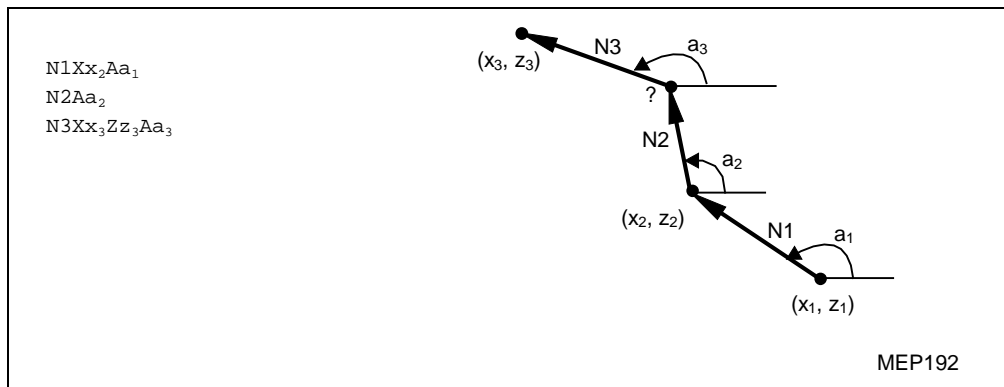 N1Xx₂Aa₁
N2Aa₂
N3Xx₃Zz₃Aa₃
(x₃, z₃)
N3
a₃
?
N2
a₂
(x₂, z₂)
N1
a₁
(x₁, z₁)
MEP192